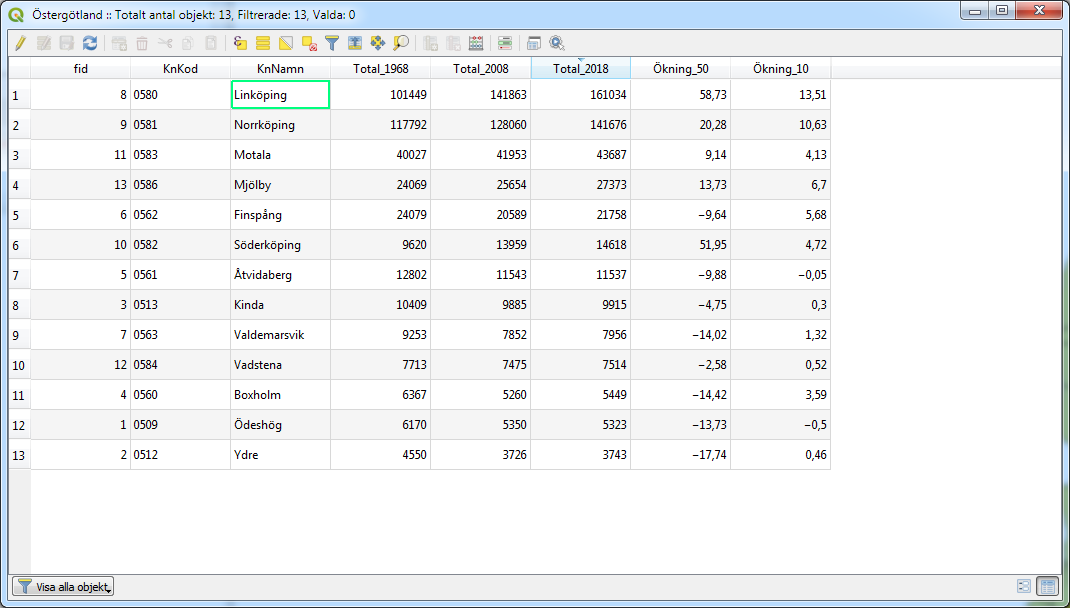 Östergötland :: Totalt antal objekt: 13, Filtrerade: 13, Valda: 0
fid KnKod KnNamn Total_1968 Total_2008 Total_2018 Ökning_50 Ökning_10
1 8 0580 Linköping 101449 141863 161034 58,73 13,51
2 9 0581 Norrköping 117792 128060 141676 20,28 10,63
3 11 0583 Motala 40027 41953 43687 9,14 4,13
4 13 0586 Mjölby 24069 25654 27373 13,73 6,7
5 6 0562 Finspång 24079 20589 21758 −9,64 5,68
6 10 0582 Söderköping 9620 13959 14618 51,95 4,72
7 5 0561 Åtvidaberg 12802 11543 11537 −9,88 −0,05
8 3 0513 Kinda 10409 9885 9915 −4,75 0,3
9 7 0563 Valdemarsvik 9253 7852 7956 −14,02 1,32
10 12 0584 Vadstena 7713 7475 7514 −2,58 0,52
11 4 0560 Boxholm 6367 5260 5449 −14,42 3,59
12 1 0509 Ödeshög 6170 5350 5323 −13,73 −0,5
13 2 0512 Ydre 4550 3726 3743 −17,74 0,46
Visa alla objekt